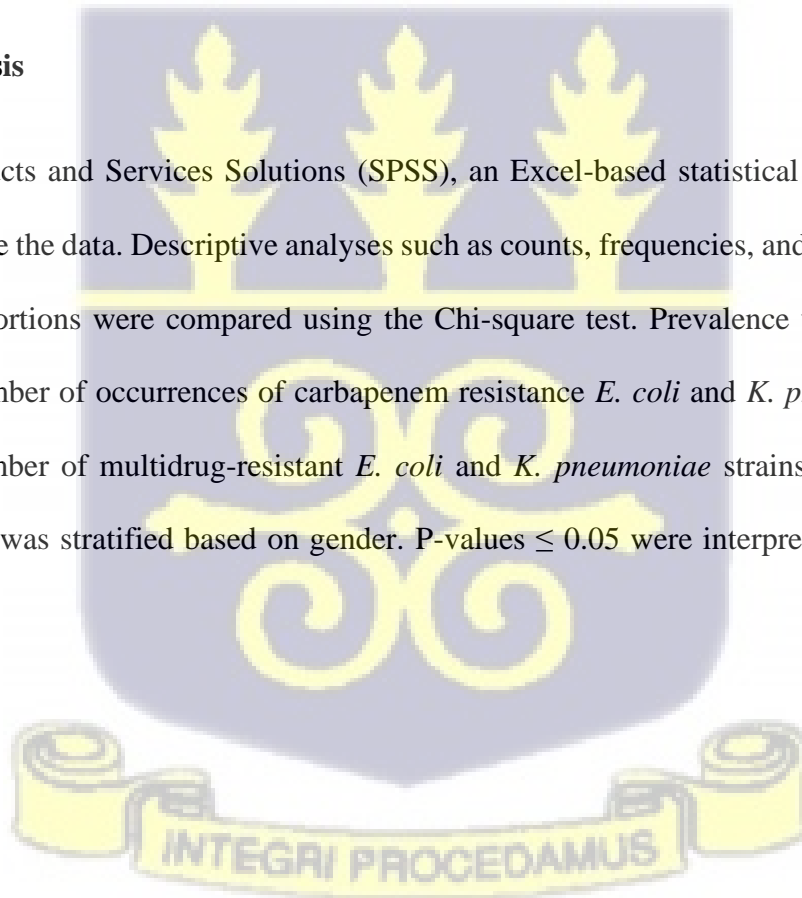 sis
cts and Services Solutions (SPSS), an Excel-based statistical
e the data. Descriptive analyses such as counts, frequencies, and
ortions were compared using the Chi-square test. Prevalence
mber of occurrences of carbapenem resistance E. coli and K. p
mber of multidrug-resistant E. coli and K. pneumoniae strains
was stratified based on gender. P-values ≤ 0.05 were interpre
INTEGRI PROCEDAMUS